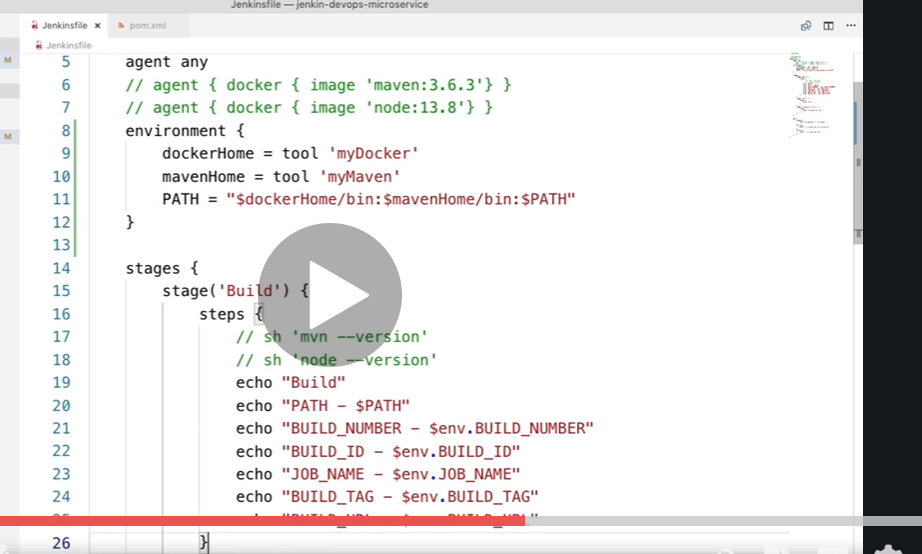 Jenkinsfile — jenkin-devops-microservice
Jenkinsfile × pom.xml
Jenkinsfile
M
M
5 agent any
6 // agent { docker { image 'maven:3.6.3'} }
7 // agent { docker { image 'node:13.8'} }
8 environment {
9 dockerHome = tool 'myDocker'
10 mavenHome = tool 'myMaven'
11 PATH = "$dockerHome/bin:$mavenHome/bin:$PATH"
12 }
13
14 stages {
15 stage('Build') {
16 steps {
17 // sh 'mvn --version'
18 // sh 'node --version'
19 echo "Build"
20 echo "PATH - $PATH"
21 echo "BUILD_NUMBER - $env.BUILD_NUMBER"
22 echo "BUILD_ID - $env.BUILD_ID"
23 echo "JOB_NAME - $env.JOB_NAME"
24 echo "BUILD_TAG - $env.BUILD_TAG"
26 }